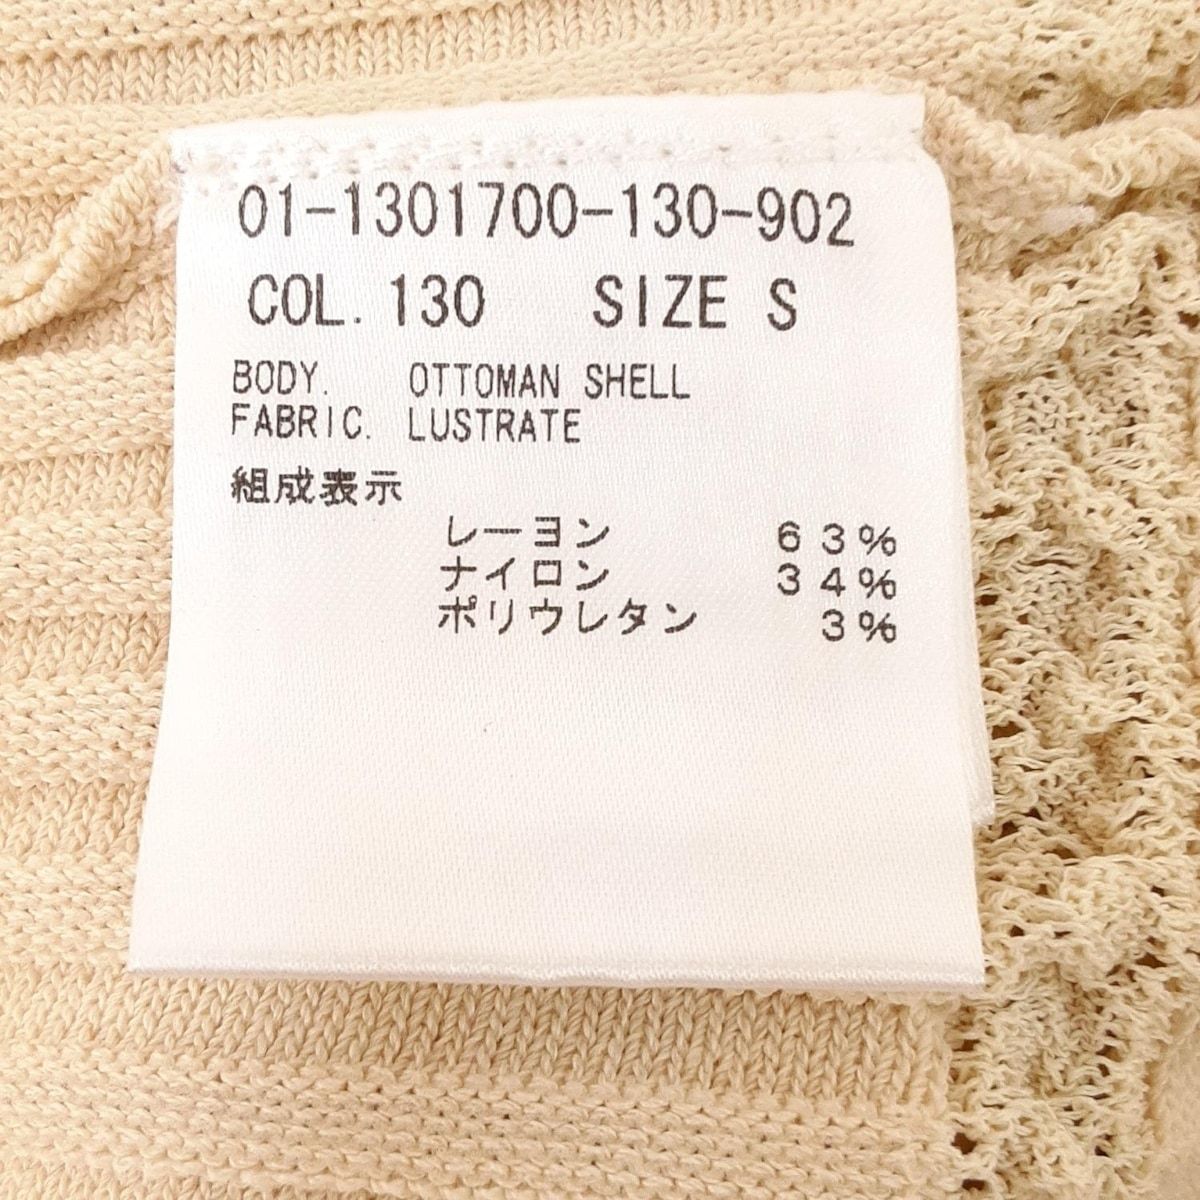 01-1301700-130-902
COL. 130 SIZE S
BODY. OTTOMAN SHELL
FABRIC. LUSTRATE
組成表示
レーヨン 63%
ナイロン 34%
ポリウレタン 3%